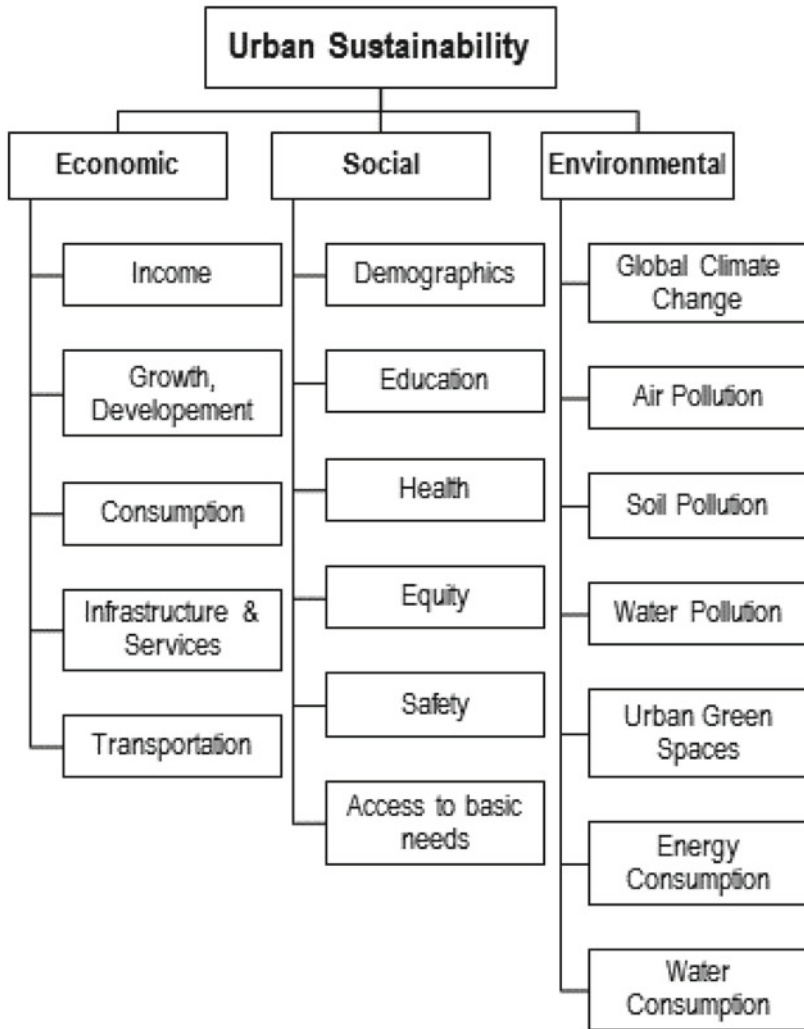 Urban Sustainability
Economic
Income
Growth,
Developement
Consumption
Infrastructure &
Services
Transportation
Social
Demographics
Education
Health
Equity
Safety
Access to basic
needs
Environmental
Global Climate
Change
Air Pollution
Soil Pollution
Water Pollution
Urban Green
Spaces
Energy
Consumption
Water
Consumption